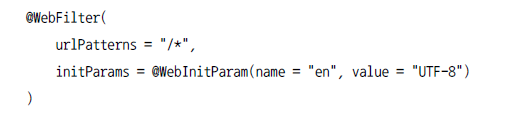 @WebFilter(
    urlPatterns = "/*",
    initParams = @WebInitParam(name = "en", value = "UTF-8")
)